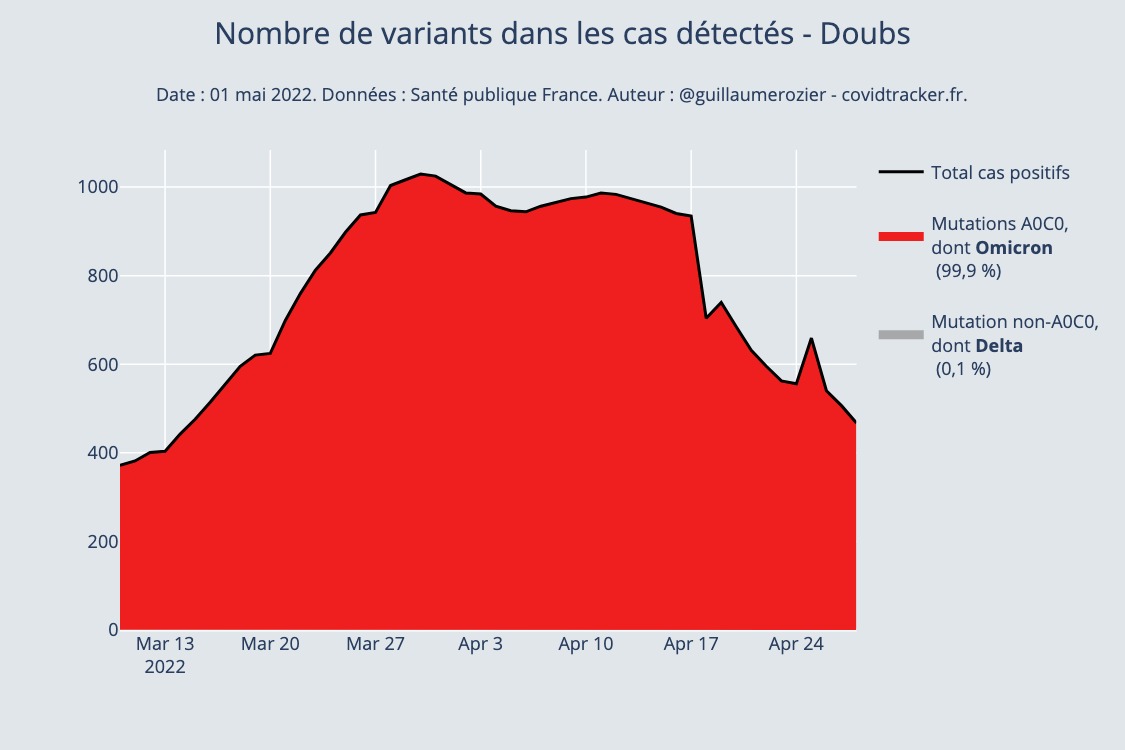 Nombre de variants dans les cas détectés - Doubs
Date : 01 mai 2022. Données : Santé publique France. Auteur : @guillaumerozier - covidtracker.fr.
1000
800
600
400
200
0
Mar 13
2022
Mar 20
Mar 27
Apr 3
Apr 10
Apr 17
Apr 24
Total cas positifs
Mutations A0C0,
dont Omicron
(99,9 %)
Mutation non-A0C0,
dont Delta
(0,1 %)